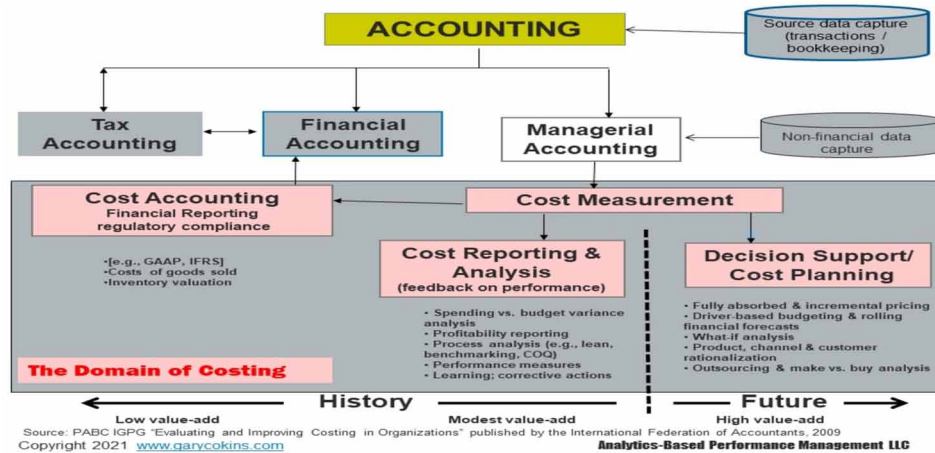 ACCOUNTING
Source data capture
(transactions /
bookkeeping)
Tax
Accounting
Financial
Accounting
Managerial
Accounting
Non-financial data
capture
Cost Accounting
Financial Reporting
regulatory compliance
Cost Measurement
•[e.g., GAAP, IFRS]
•Costs of goods sold
•Inventory valuation
Cost Reporting &
Analysis
(feedback on performance)
Decision Support/
Cost Planning
• Spending vs. budget variance
analysis
• Profitability reporting
• Process analysis (e.g., lean,
benchmarking, COQ)
• Performance measures
• Learning; corrective actions
• Fully absorbed & incremental pricing
• Driver-based budgeting & rolling
financial forecasts
• What-if analysis
• Product, channel & customer
rationalization
• Outsourcing & make vs. buy analysis
The Domain of Costing
History
Future
Low value-add
Modest value-add
High value-add
Source: PABC IGPG “Evaluating and Improving Costing in Organizations” published by the International Federation of Accountants, 2009
Copyright 2021 www.garycokins.com
Analytics-Based Performance Management LLC